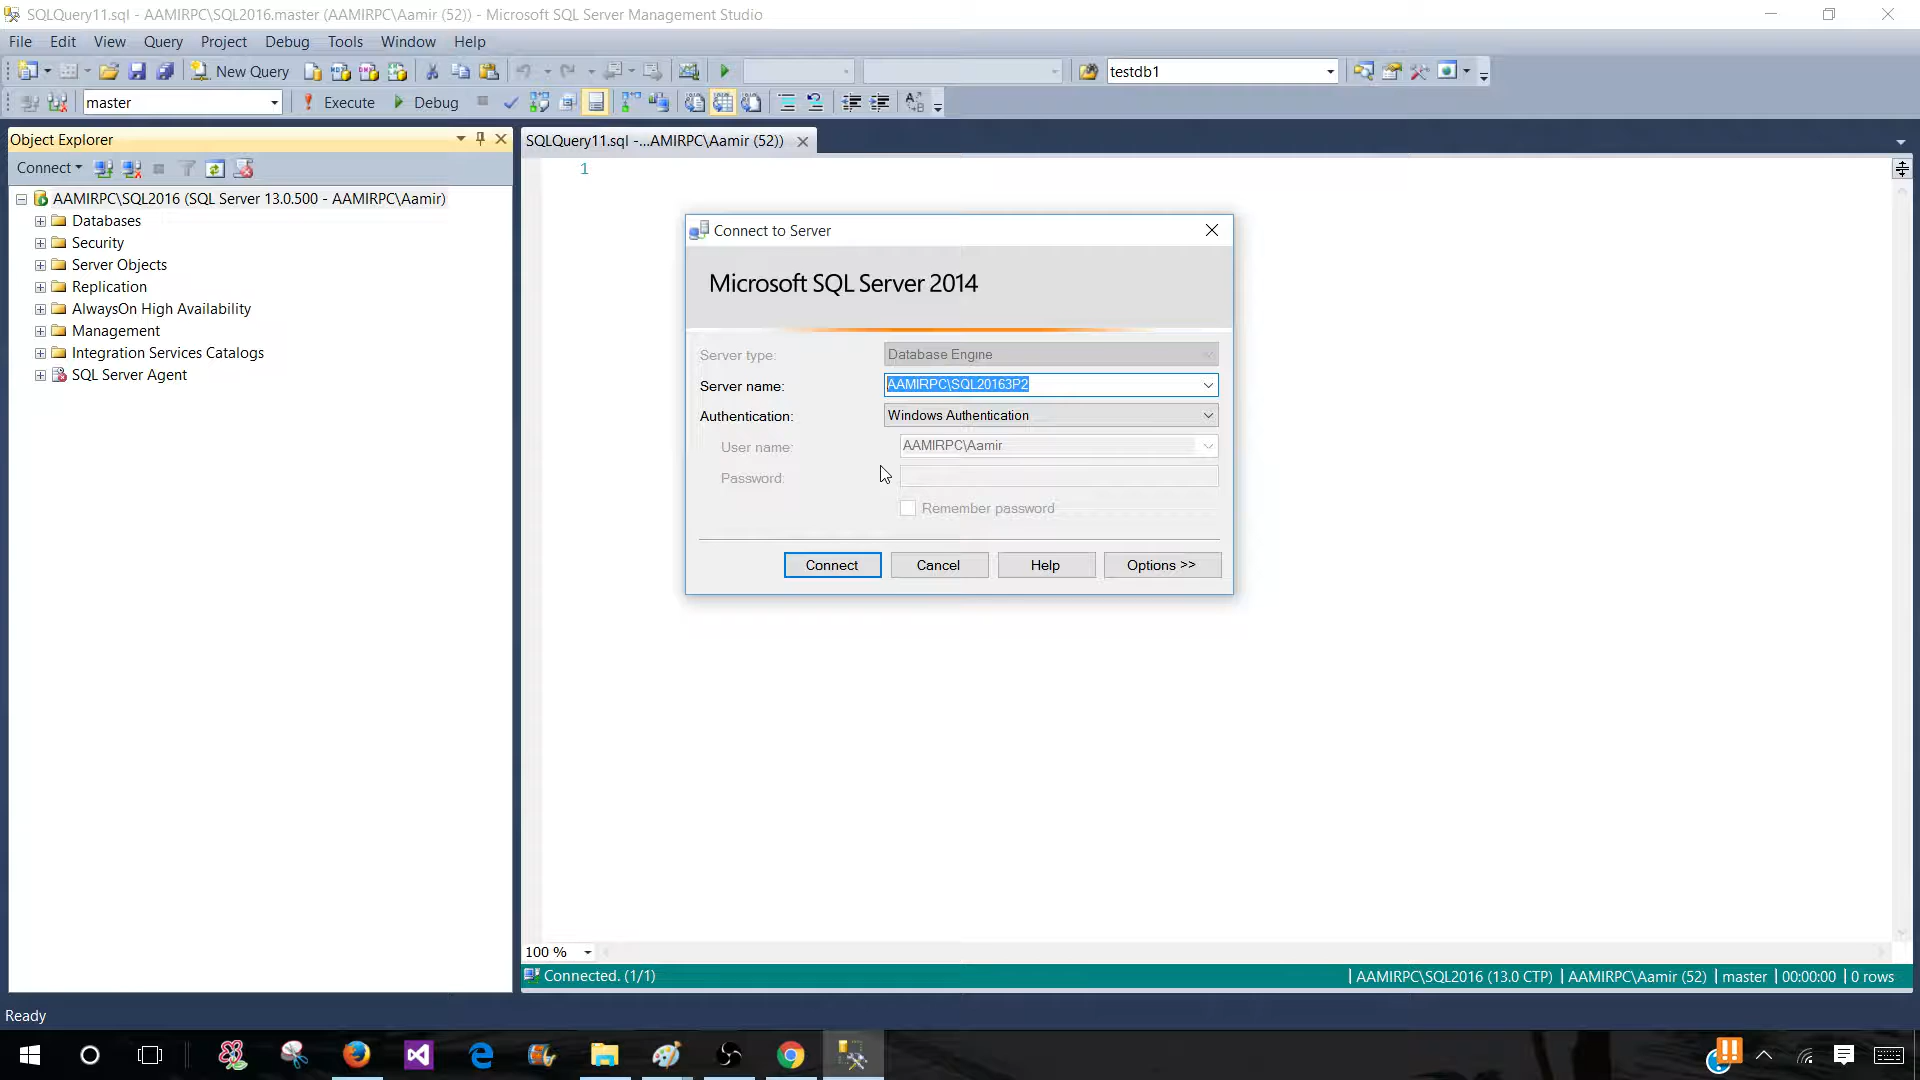 SQLQuery11.sql - AAMIRPC\SQL2016.master (AAMIRPC\Aamir (52)) - Microsoft SQL Server Management Studio
File Edit View Query Project Debug Tools Window Help
New Query testdb1
master Execute Debug
Object Explorer
SQLQuery11.sql -...AMIRPC\Aamir (52))
Connect
1
AAMIRPC\SQL2016 (SQL Server 13.0.500 - AAMIRPC\Aamir)
Databases
Security
Server Objects
Replication
AlwaysOn High Availability
Management
Integration Services Catalogs
SQL Server Agent
Connect to Server
Microsoft SQL Server 2014
Server type: Database Engine
Server name: AAMIRPC\SQL20163P2
Authentication: Windows Authentication
User name: AAMIRPC\Aamir
Password:
Remember password
Connect Cancel Help Options >>
100 %
Connected. (1/1) AAMIRPC\SQL2016 (13.0 CTP) AAMIRPC\Aamir (52) master 00:00:00 0 rows
Ready